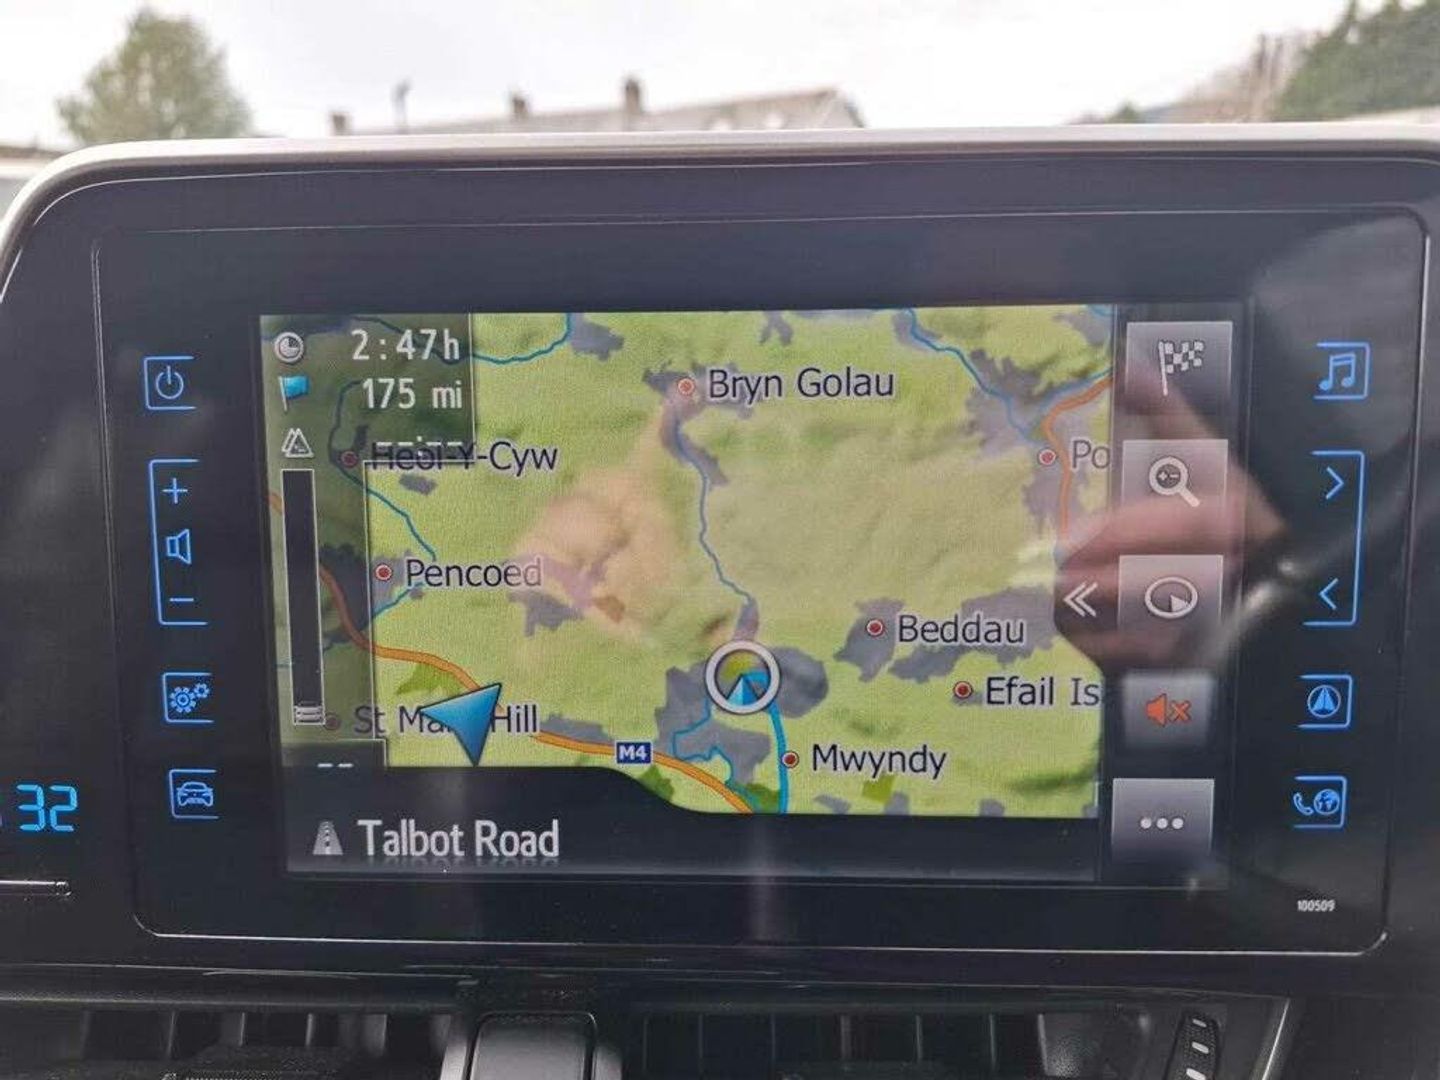 2:47h
175 mi
--:--
Bryn Golau
Heol-Y-Cyw
Po
Pencoed
Beddau
Efail Is
St Ma Hill
M4
Mwyndy
--
Talbot Road
32
100509